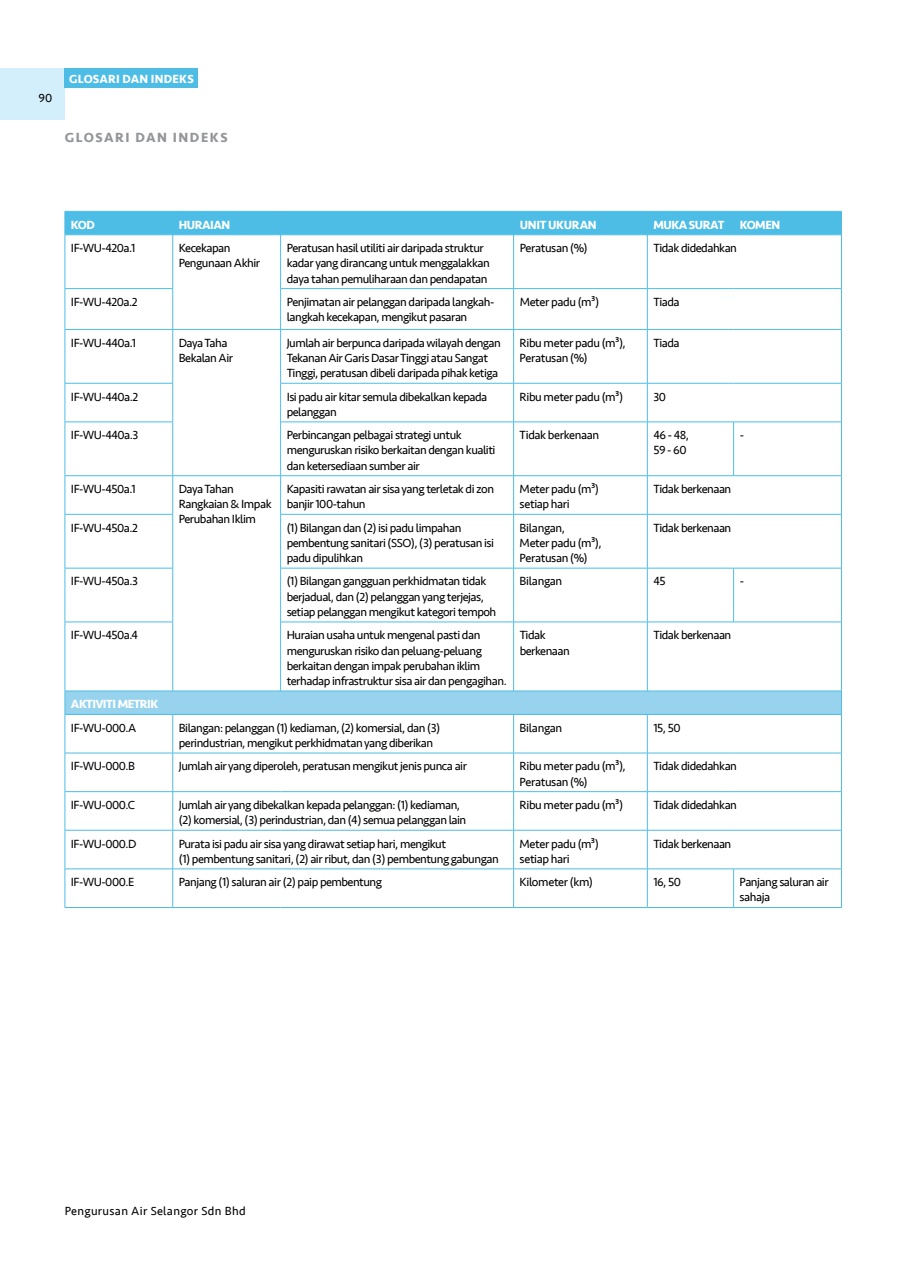 GLOSARI DAN INDEKS
90
GLOSARI DAN INDEKS
KOD HURAIAN UNIT UKURAN MUKA SURAT KOMEN
IF-WU-420a.1 Kecekapan Pengunaan Akhir
Peratusan hasil utiliti air daripada struktur
kadar yang dirancang untuk menggalakkan
daya tahan pemuliharaan dan pendapatan
Peratusan (%)
Tidak didedahkan
IF-WU-420a.2
Penjimatan air pelanggan daripada langkah-
langkah kecekapan, mengikut pasaran
Meter padu (m³)
Tiada
IF-WU-440a.1
Daya Taha
Bekalan Air
Jumlah air berpunca daripada wilayah dengan
Tekanan Air Garis Dasar Tinggi atau Sangat
Tinggi, peratusan dibeli daripada pihak ketiga
Ribu meter padu (m³),
Peratusan (%)
Tiada
IF-WU-440a.2
Isi padu air kitar semula dibekalkan kepada
pelanggan
Ribu meter padu (m³)
30
IF-WU-440a.3
Perbincangan pelbagai strategi untuk
menguruskan risiko berkaitan dengan kualiti
dan ketersediaan sumber air
Tidak berkenaan
46 - 48,
59 - 60
-
IF-WU-450a.1
Daya Tahan
Rangkaian & Impak
Perubahan Iklim
Kapasiti rawatan air sisa yang terletak di zon
banjir 100-tahun
Meter padu (m³)
setiap hari
Tidak berkenaan
IF-WU-450a.2
(1) Bilangan dan (2) isi padu limpahan
pembentung sanitari (SSO), (3) peratusan isi
padu dipulihkan
Bilangan,
Meter padu (m³),
Peratusan (%)
Tidak berkenaan
IF-WU-450a.3
(1) Bilangan gangguan perkhidmatan tidak
berjadual, dan (2) pelanggan yang terjejas,
setiap pelanggan mengikut kategori tempoh
Bilangan
45
-
IF-WU-450a.4
Huraian usaha untuk mengenal pasti dan
menguruskan risiko dan peluang-peluang
berkaitan dengan impak perubahan iklim
terhadap infrastruktur sisa air dan pengagihan.
Tidak
berkenaan
Tidak berkenaan
AKTIVITI METRIK
IF-WU-000.A
Bilangan: pelanggan (1) kediaman, (2) komersial, dan (3)
perindustrian, mengikut perkhidmatan yang diberikan
Bilangan
15, 50
IF-WU-000.B
Jumlah air yang diperoleh, peratusan mengikut jenis punca air
Ribu meter padu (m³),
Peratusan (%)
Tidak didedahkan
IF-WU-000.C
Jumlah air yang dibekalkan kepada pelanggan: (1) kediaman,
(2) komersial, (3) perindustrian, dan (4) semua pelanggan lain
Ribu meter padu (m³)
Tidak didedahkan
IF-WU-000.D
Purata isi padu air sisa yang dirawat setiap hari, mengikut
(1) pembentung sanitari, (2) air ribut, dan (3) pembentung gabungan
Meter padu (m³)
setiap hari
Tidak berkenaan
IF-WU-000.E
Panjang (1) saluran air (2) paip pembentung
Kilometer (km)
16, 50
Panjang saluran air
sahaja
Pengurusan Air Selangor Sdn Bhd